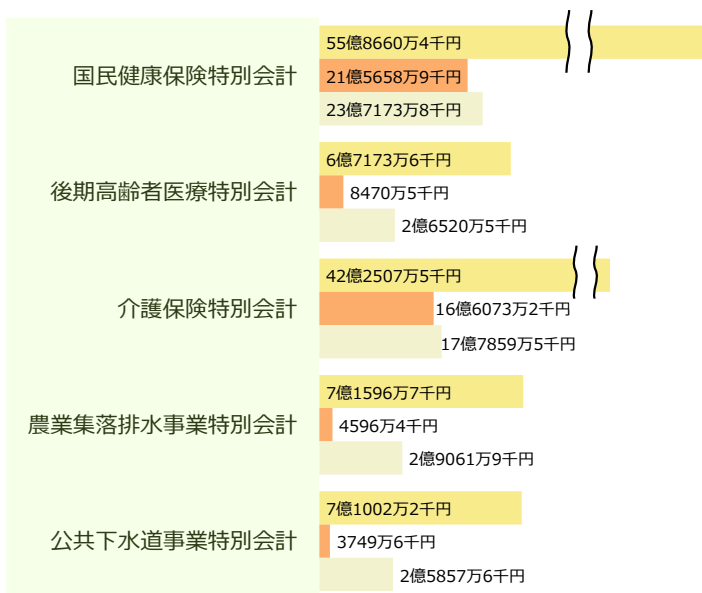 国民健康保険特別会計
55億8660万4千円
21億5658万9千円
23億7173万8千円
後期高齢者医療特別会計
6億7173万6千円
8470万5千円
2億6520万5千円
介護保険特別会計
42億2507万5千円
16億6073万2千円
17億7859万5千円
農業集落排水事業特別会計
7億1596万7千円
4596万4千円
2億9061万9千円
公共下水道事業特別会計
7億1002万2千円
3749万6千円
2億5857万6千円